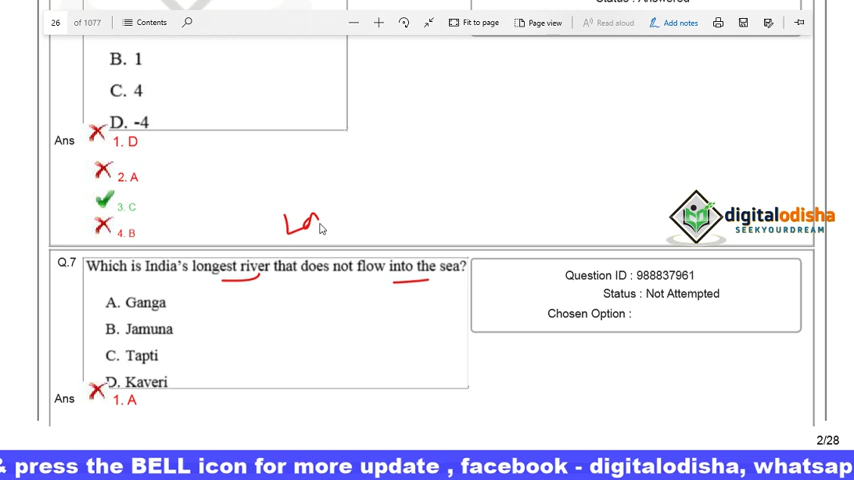 26 of 1077 Contents Fit to page Page view Read aloud Add notes
Status : Answered
B. 1
C. 4
D. -4
Ans
1. D
2. A
3. C
4. B
digitalodisha
SEEKYOURDREAM
Q.7 Which is India's longest river that does not flow into the sea?
A. Ganga
B. Jamuna
C. Tapti
D. Kaveri
Question ID : 988837961
Status : Not Attempted
Chosen Option :
Ans
1. A
2/28
& press the BELL icon for more update , facebook - digitalodisha, whatsap